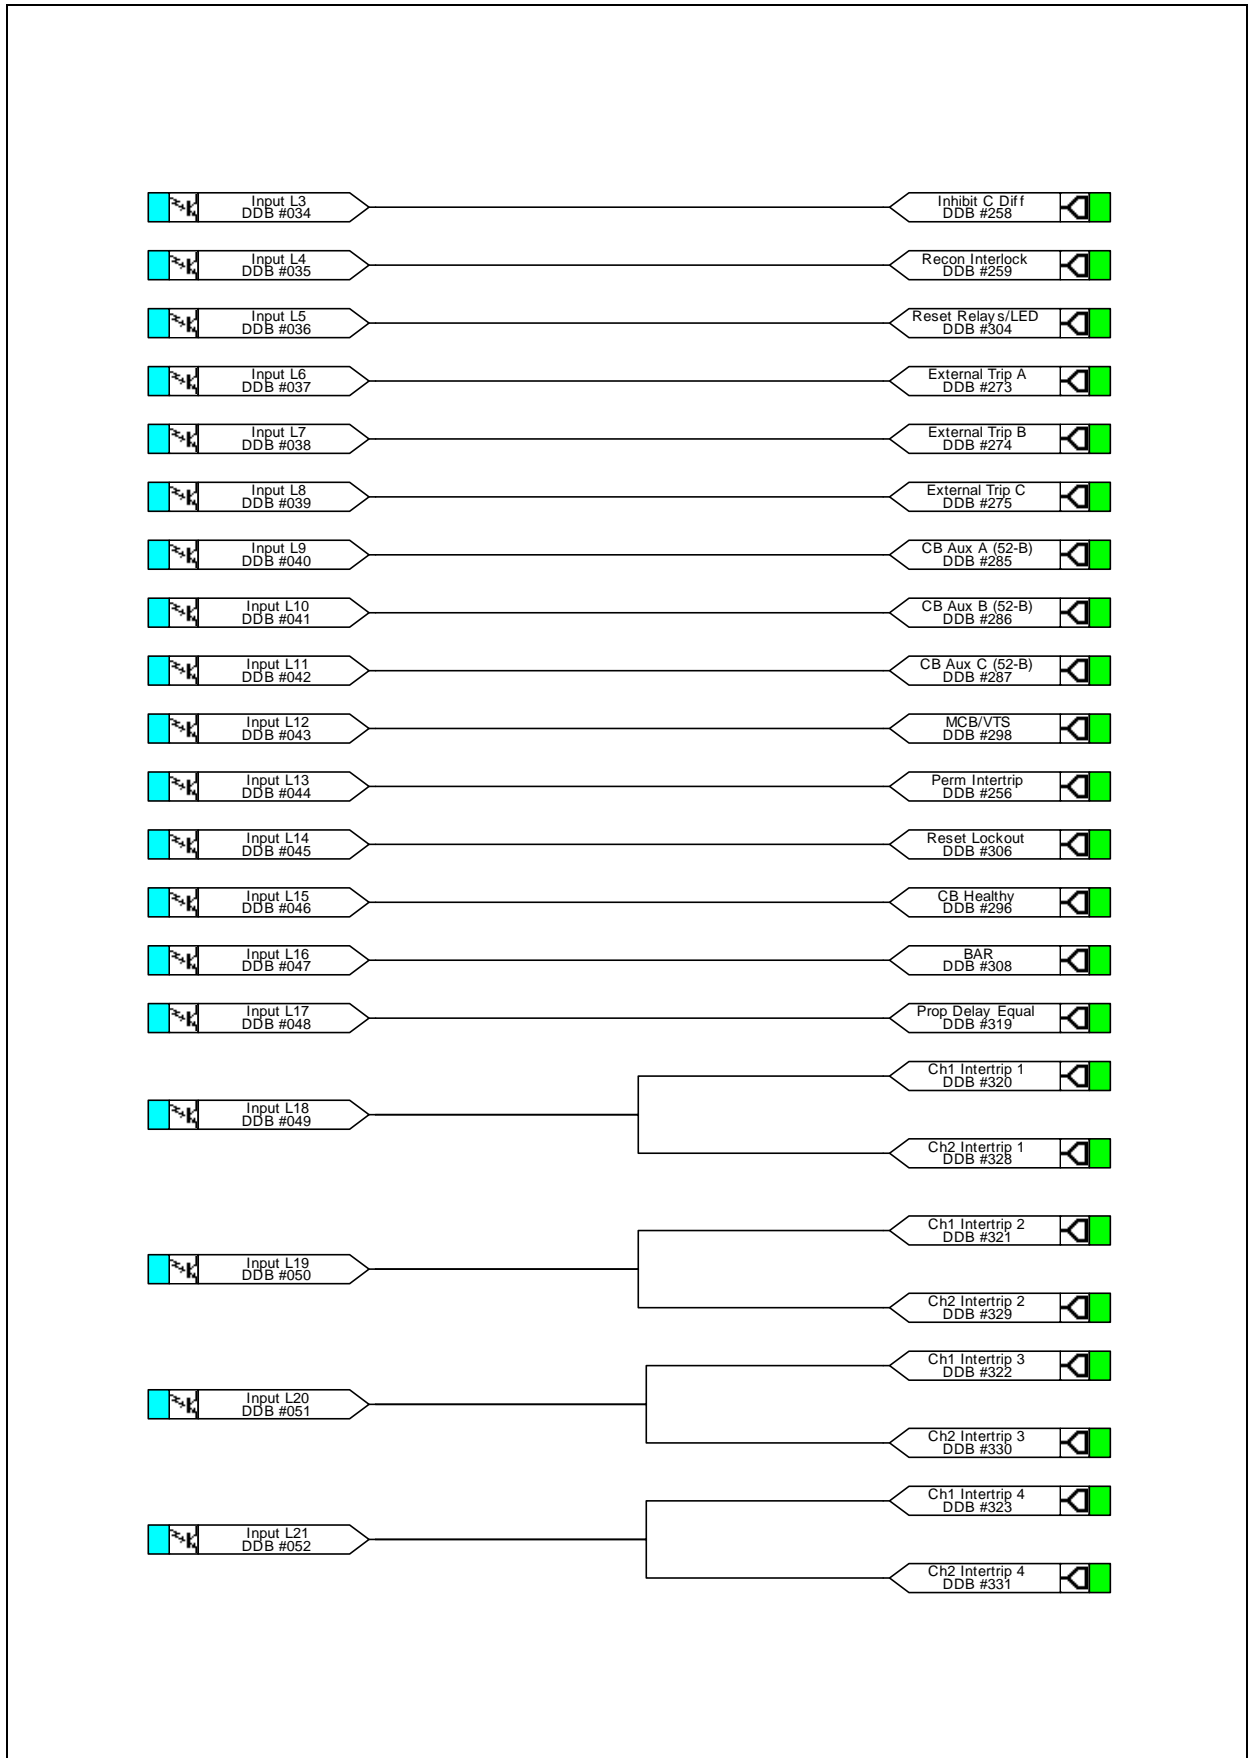 Input L3
DDB #034
Inhibit C Diff
DDB #258
Input L4
DDB #035
Recon Interlock
DDB #259
Input L5
DDB #036
Reset Relays/LED
DDB #304
Input L6
DDB #037
External Trip A
DDB #273
Input L7
DDB #038
External Trip B
DDB #274
Input L8
DDB #039
External Trip C
DDB #275
Input L9
DDB #040
CB Aux A (52-B)
DDB #285
Input L10
DDB #041
CB Aux B (52-B)
DDB #286
Input L11
DDB #042
CB Aux C (52-B)
DDB #287
Input L12
DDB #043
MCB/VTS
DDB #298
Input L13
DDB #044
Perm Intertrip
DDB #256
Input L14
DDB #045
Reset Lockout
DDB #306
Input L15
DDB #046
CB Healthy
DDB #296
Input L16
DDB #047
BAR
DDB #308
Input L17
DDB #048
Prop Delay Equal
DDB #319
Input L18
DDB #049
Ch1 Intertrip 1
DDB #320
Ch2 Intertrip 1
DDB #328
Input L19
DDB #050
Ch1 Intertrip 2
DDB #321
Ch2 Intertrip 2
DDB #329
Input L20
DDB #051
Ch1 Intertrip 3
DDB #322
Ch2 Intertrip 3
DDB #330
Input L21
DDB #052
Ch1 Intertrip 4
DDB #323
Ch2 Intertrip 4
DDB #331